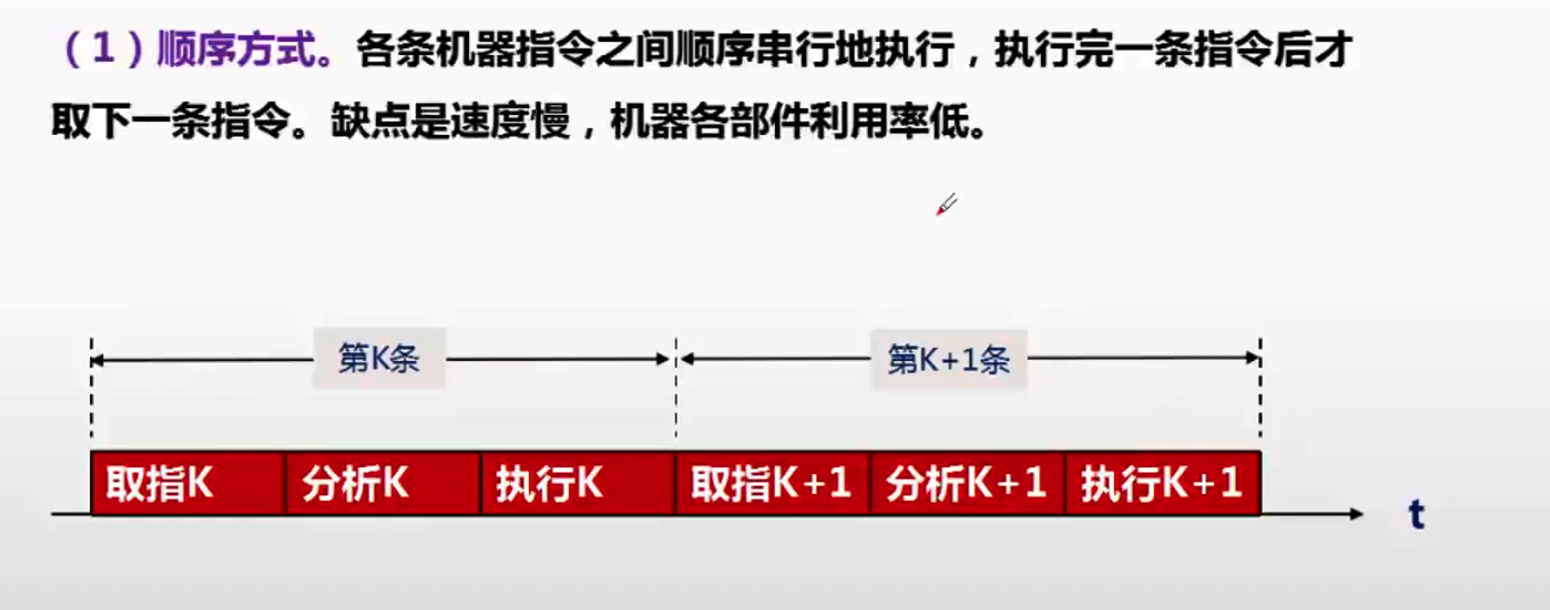 （1）顺序方式。各条机器指令之间顺序串行地执行，执行完一条指令后才
取下一条指令。缺点是速度慢，机器各部件利用率低。
第K条 第K+1条
取指K 分析K 执行K 取指K+1 分析K+1 执行K+1
t